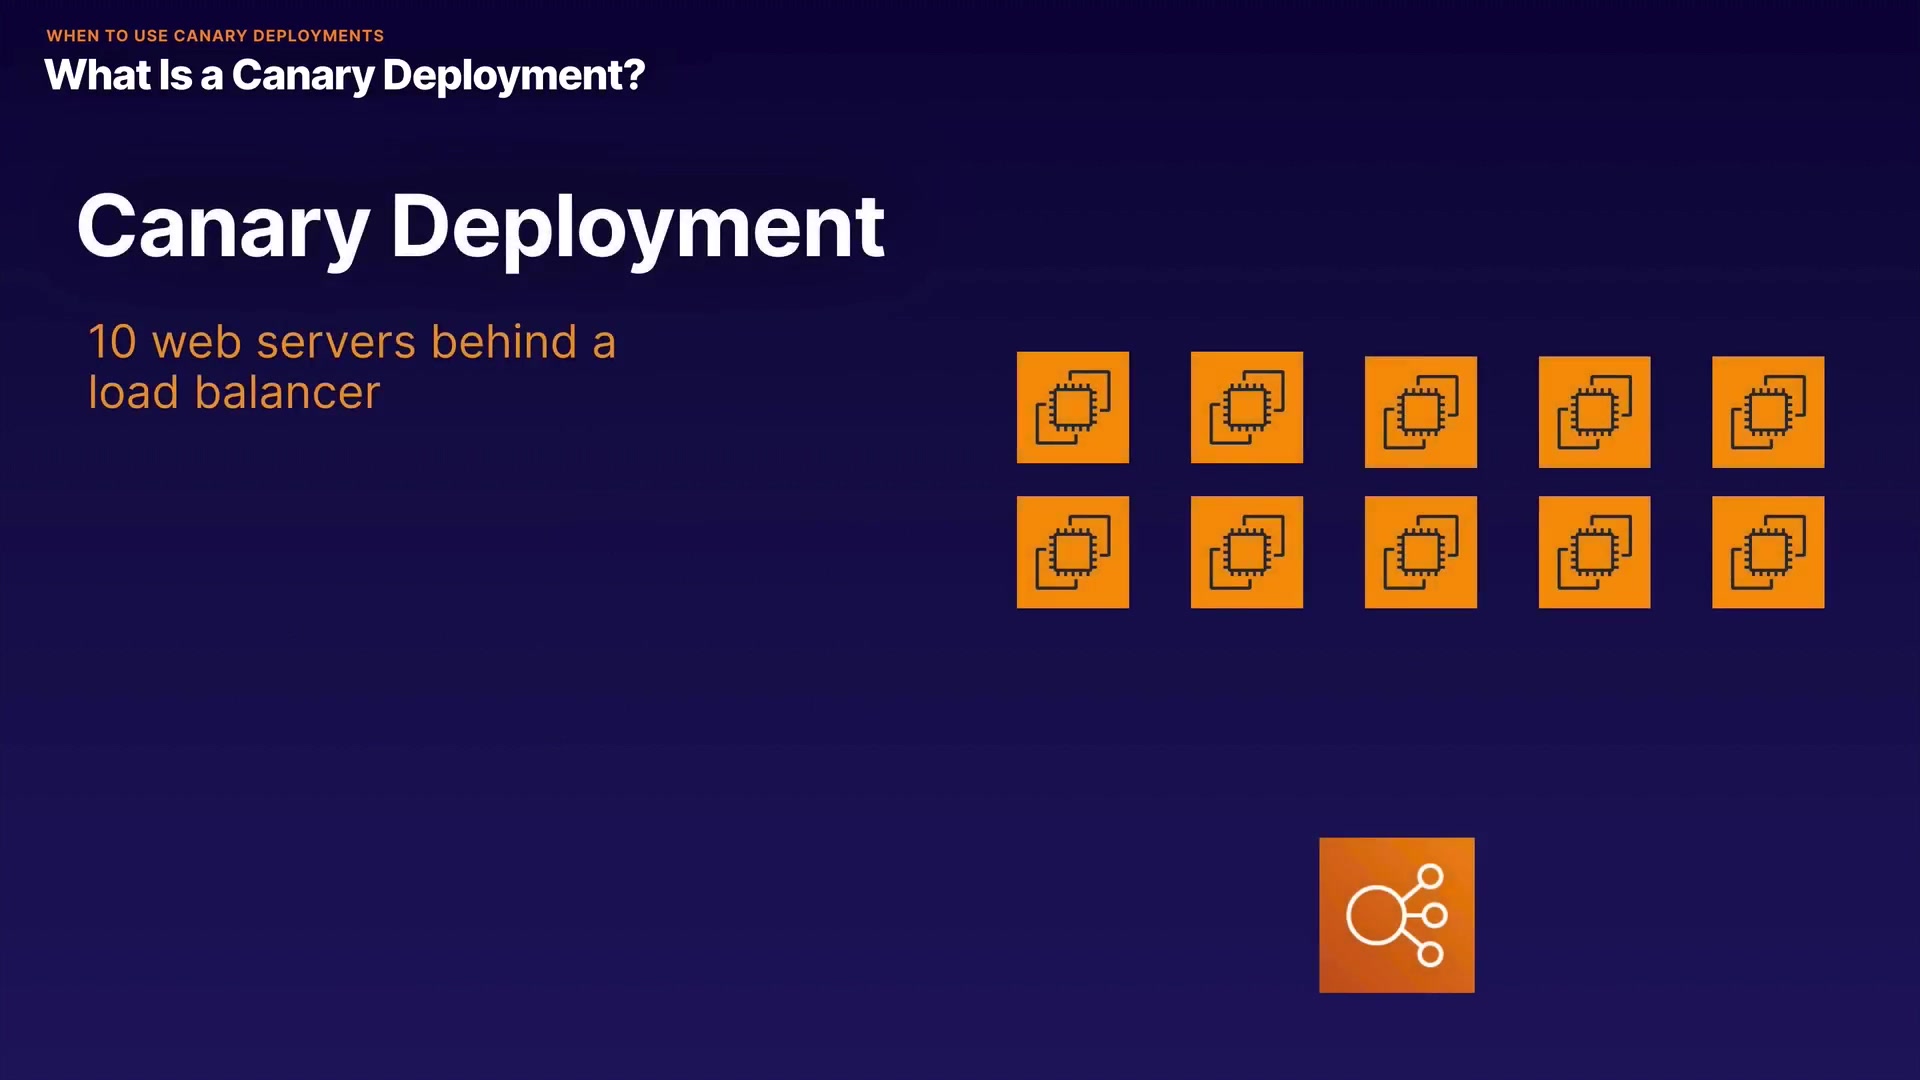 WHEN TO USE CANARY DEPLOYMENTS
What Is a Canary Deployment?
Canary Deployment
10 web servers behind a
load balancer